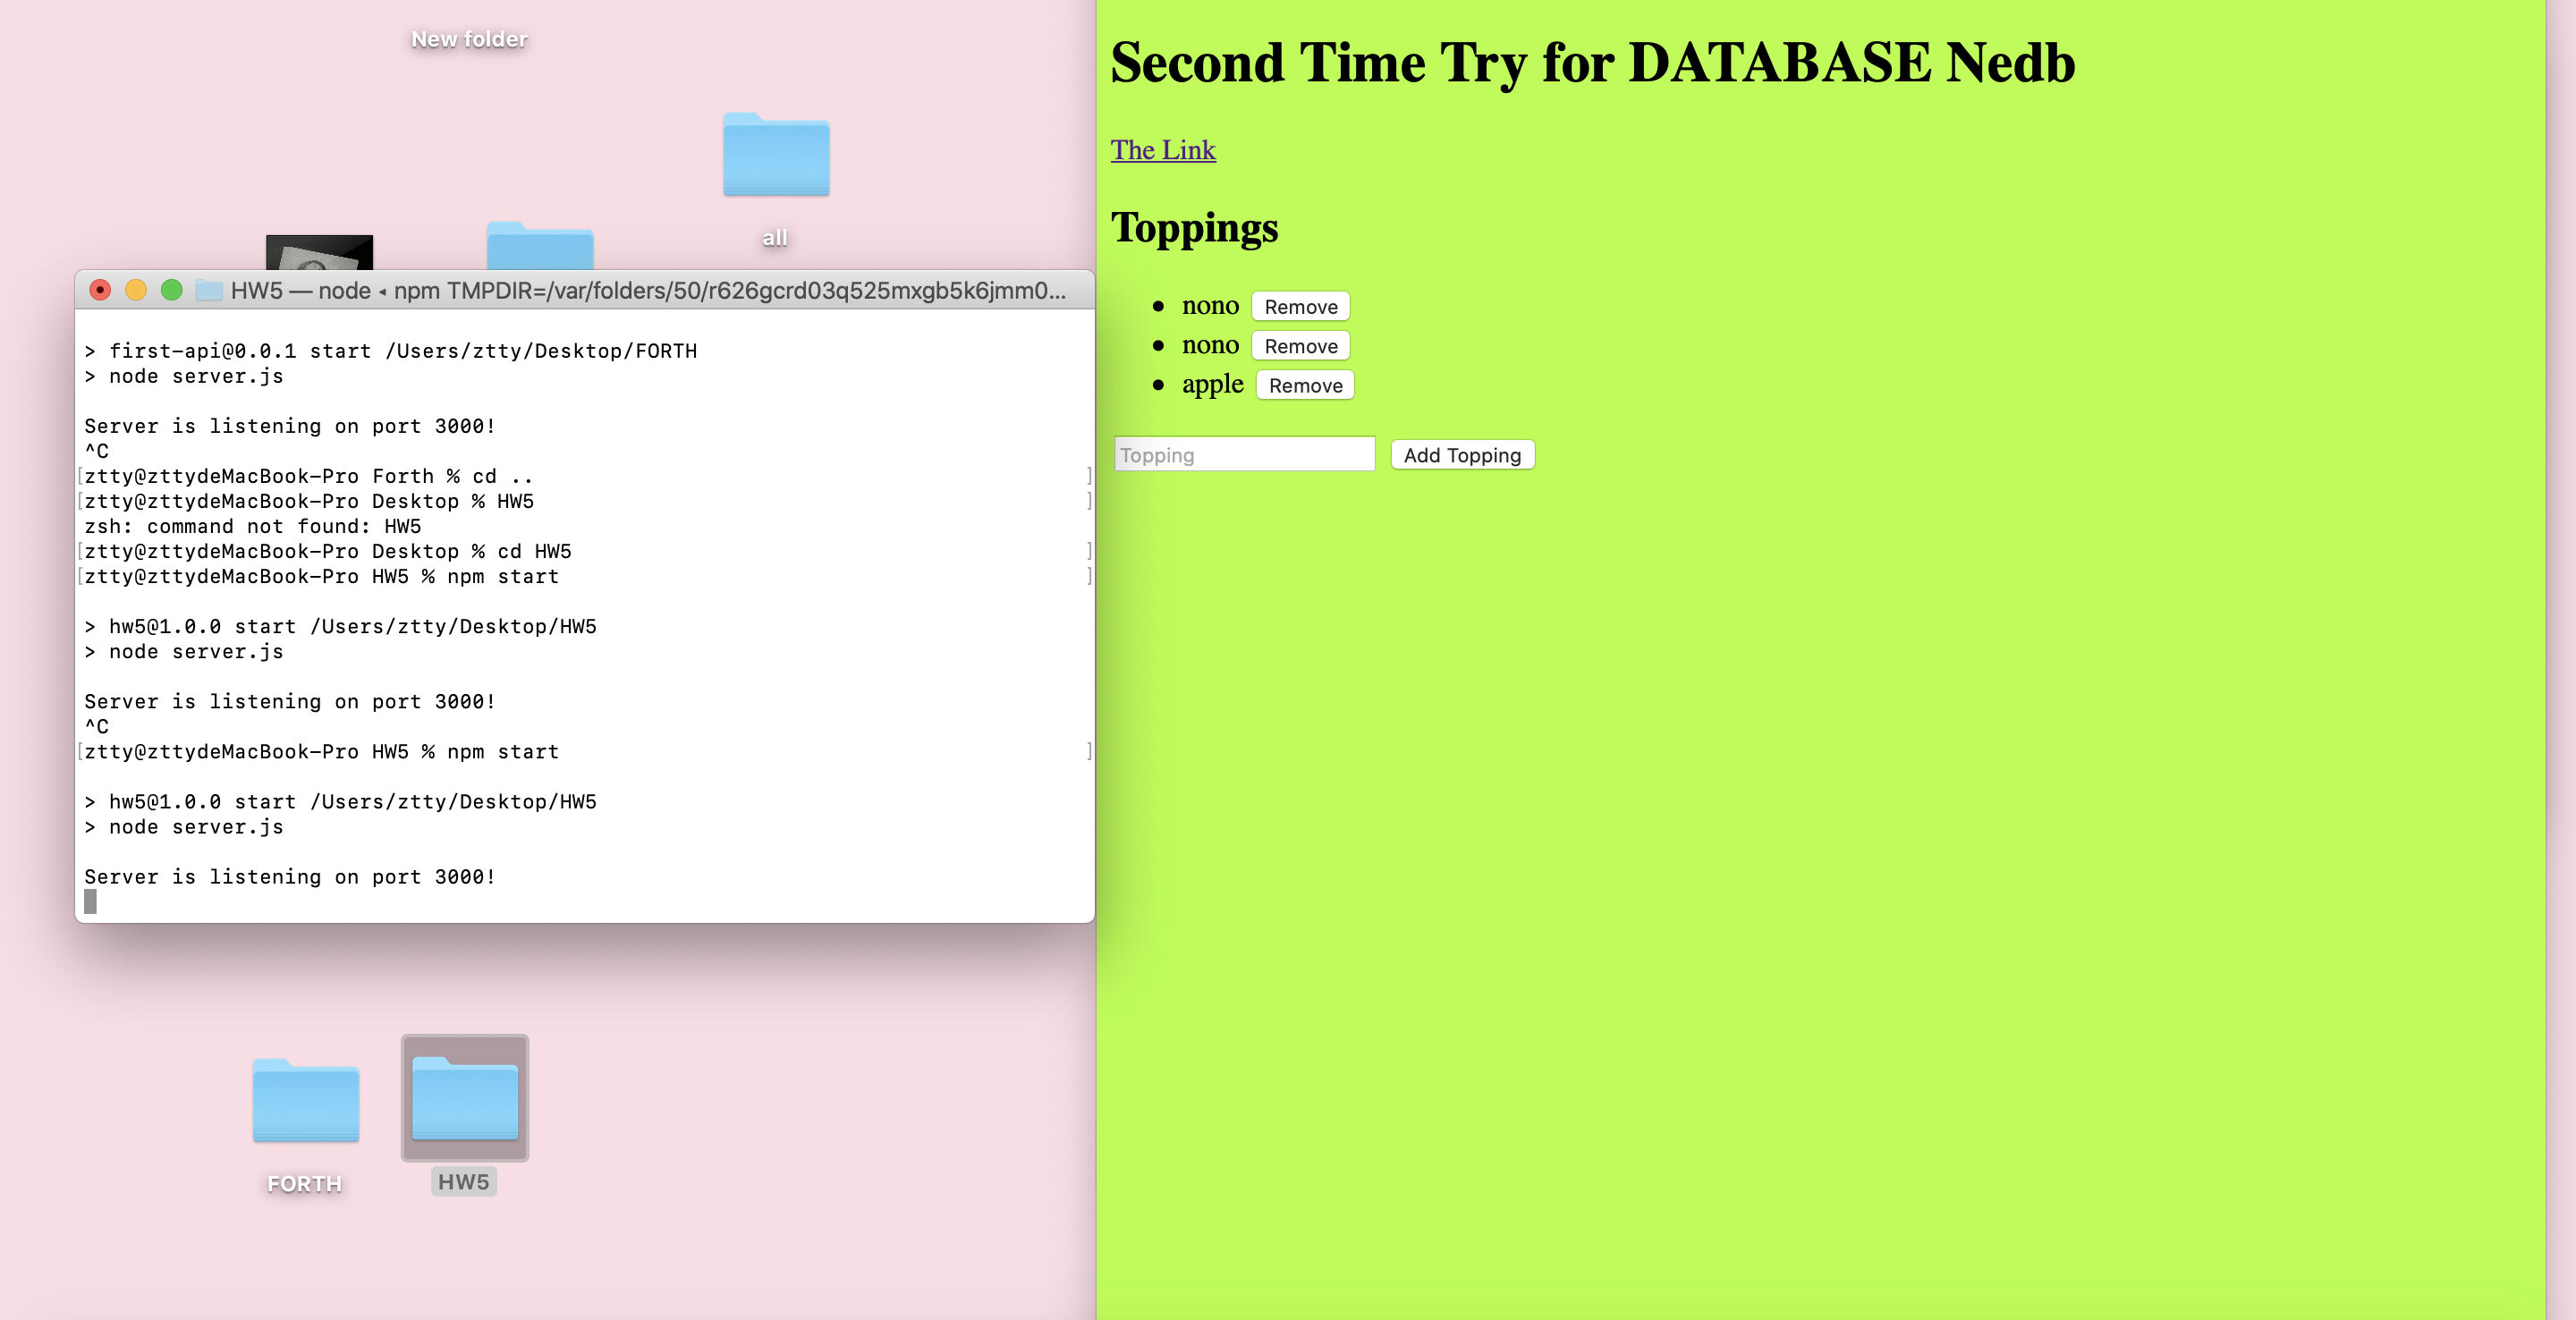 New folder
all
HW5 — node ◂ npm TMPDIR=/var/folders/50/r626gcrd03q525mxgb5k6jmm0...
> first-api@0.0.1 start /Users/ztty/Desktop/FORTH
> node server.js
Server is listening on port 3000!
^C
[ztty@zttydeMacBook-Pro Forth % cd .. ]
[ztty@zttydeMacBook-Pro Desktop % HW5 ]
zsh: command not found: HW5
[ztty@zttydeMacBook-Pro Desktop % cd HW5 ]
[ztty@zttydeMacBook-Pro HW5 % npm start ]
> hw5@1.0.0 start /Users/ztty/Desktop/HW5
> node server.js
Server is listening on port 3000!
^C
[ztty@zttydeMacBook-Pro HW5 % npm start ]
> hw5@1.0.0 start /Users/ztty/Desktop/HW5
> node server.js
Server is listening on port 3000!
FORTH
HW5
Second Time Try for DATABASE Nedb
The Link
Toppings
• nono Remove
• nono Remove
• apple Remove
Topping Add Topping